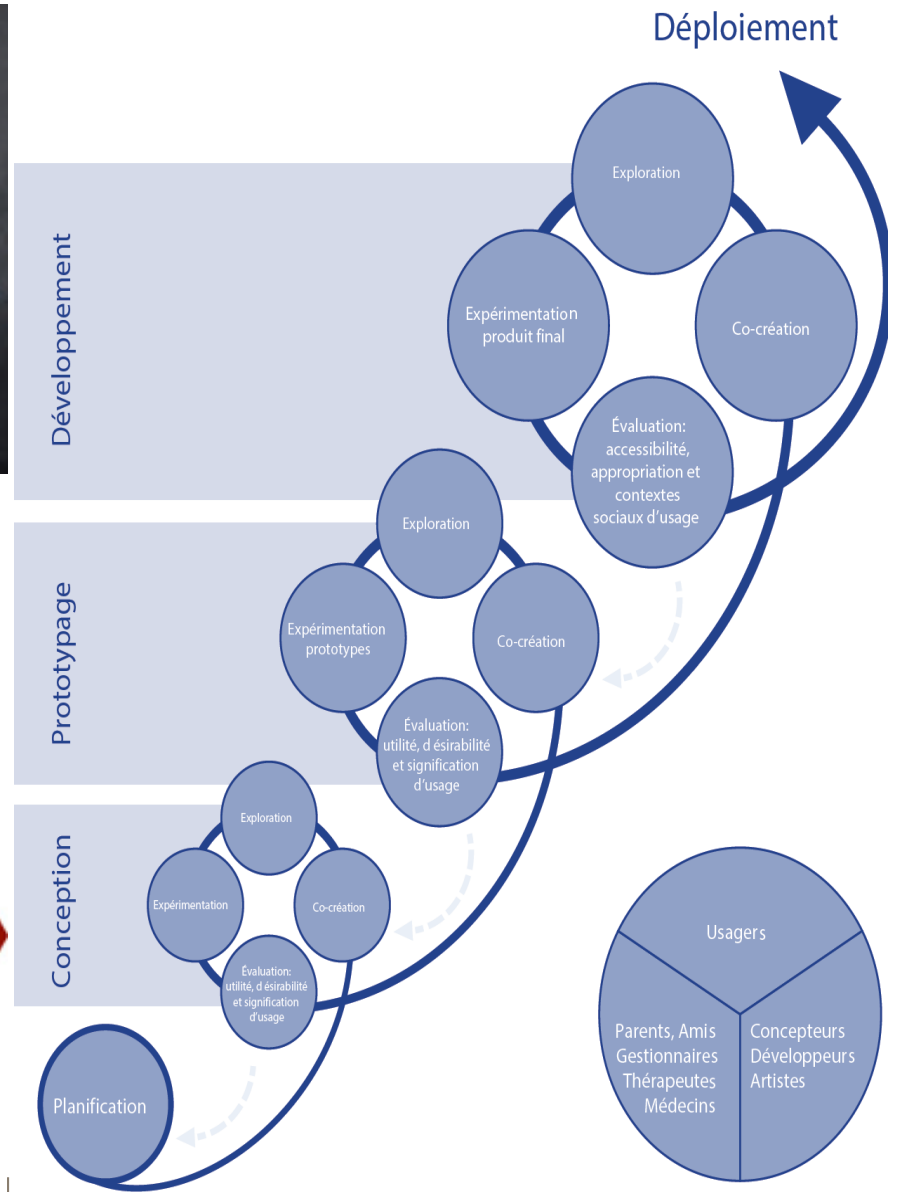 Déploiement
Développement
Exploration
Expérimentation
produit final
Co-création
Évaluation:
accessibilité,
appropriation et
contextes
sociaux d'usage
Prototypage
Exploration
Expérimentation
prototypes
Co-création
Évaluation:
utilité, d ésirabilité
et signification
d'usage
Conception
Exploration
Expérimentation
Co-création
Évaluation:
utilité, d ésirabilité
et signification
d'usage
Planification
Usagers
Parents, Amis
Gestionnaires
Thérapeutes
Médecins
Concepteurs
Développeurs
Artistes